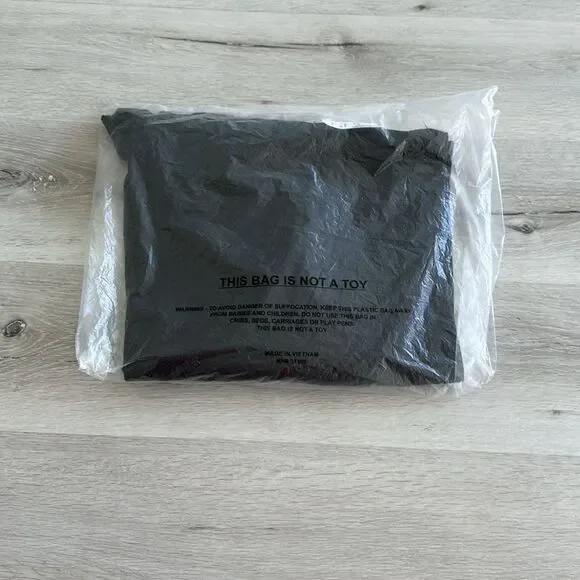 THIS BAG IS NOT A TOY
WARNING - TO AVOID DANGER OF SUFFOCATION, KEEP THIS PLASTIC BAG AWAY
FROM BABIES AND CHILDREN. DO NOT USE THIS BAG IN
CRIBS, BEDS, CARRIAGES OR PLAY PENS.
THIS BAG IS NOT A TOY
MADE IN VIETNAM